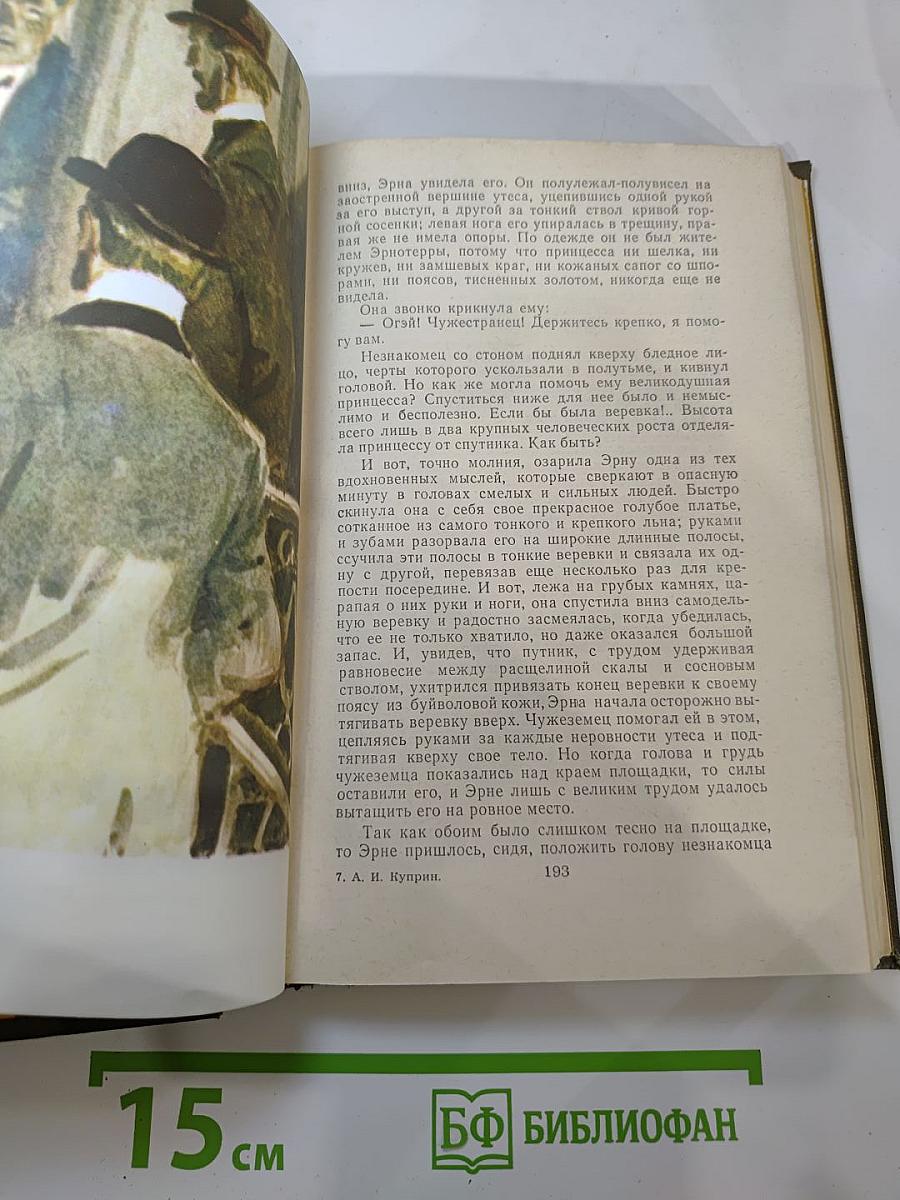 вниз, Эрна увидела его. Он полулежал-полувисел на
заостренной вершине утеса, уцепившись одной рукой
за его выступ, а другой за тонкий ствол кривой гор-
ной сосенки; левая нога его упиралась в трещину, пра-
вая же не имела опоры. По одежде он не был жите-
лем Эрнотерры, потому что принцесса ни шелка, ни
кружев, ни замшевых краг, ни кожаных сапог со шпо-
рами, ни поясов, тисненных золотом, никогда еще не
видела.
Она звонко крикнула ему:
— Огэй! Чужестранец! Держитесь крепко, я помо-
гу вам.
Незнакомец со стоном поднял кверху бледное ли-
цо, черты которого ускользали в полутьме, и кивнул
головой. Но как же могла помочь ему великодушная
принцесса? Спуститься ниже для нее было и немыс-
лимо и бесполезно. Если бы была веревка!.. Высота
всего лишь в два крупных человеческих роста отделя-
ла принцессу от спутника. Как быть?
И вот, точно молния, озарила Эрну одна из тех
вдохновенных мыслей, которые сверкают в опасную
минуту в головах смелых и сильных людей. Быстро
скинула она с себя свое прекрасное голубое платье,
сотканное из самого тонкого и крепкого льна; руками
и зубами разорвала его на широкие длинные полосы,
ссучила эти полосы в тонкие веревки и связала их од-
ну с другой, перевязав еще несколько раз для кре-
пости посередине. И вот, лежа на грубых камнях, ца-
рапая о них руки и ноги, она спустила вниз самодель-
ную веревку и радостно засмеялась, когда убедилась,
что ее не только хватило, но даже оказался большой
запас. И, увидев, что путник, с трудом удерживая
равновесие между расщелиной скалы и сосновым
стволом, ухитрился привязать конец веревки к своему
поясу из буйволовой кожи, Эрна начала осторожно вы-
тягивать веревку вверх. Чужеземец помогал ей в этом,
цепляясь руками за каждые неровности утеса и под-
тягивая кверху свое тело. Но когда голова и грудь
чужеземца показались над краем площадки, то силы
оставили его, и Эрне лишь с великим трудом удалось
вытащить его на ровное место.
Так как обоим было слишком тесно на площадке,
то Эрне пришлось, сидя, положить голову незнакомца
7. А. И. Куприн.
193
15 см
БФ БИБЛИОФАН